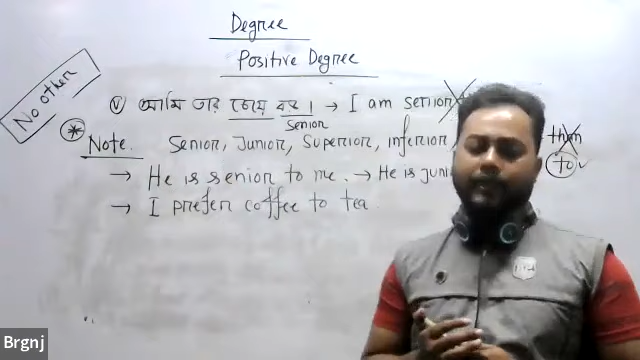 Degree
Positive Degree
No other
(v) আমি তার চেয়ে বড়। → I am senior
senior
* Note. Senior, Junior, Superior, inferior, than
to ✓
→ He is senior to me. → He is juni
→ I prefer coffee to tea.
Brgnj